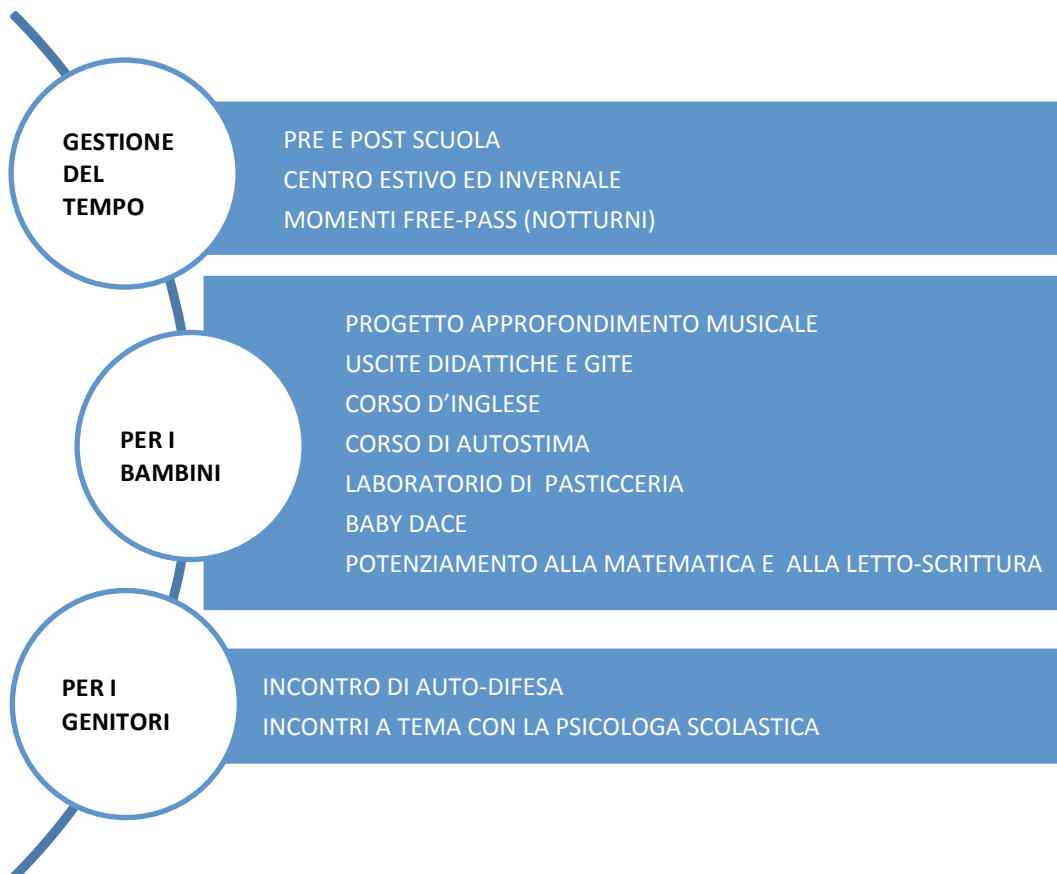 GESTIONE
DEL
TEMPO
PRE E POST SCUOLA
CENTRO ESTIVO ED INVERNALE
MOMENTI FREE-PASS (NOTTURNI)
PER I
BAMBINI
PROGETTO APPROFONDIMENTO MUSICALE
USCITE DIDATTICHE E GITE
CORSO D’INGLESE
CORSO DI AUTOSTIMA
LABORATORIO DI  PASTICCERIA
BABY DACE
POTENZIAMENTO ALLA MATEMATICA E  ALLA LETTO-SCRITTURA
PER I
GENITORI
INCONTRO DI AUTO-DIFESA
INCONTRI A TEMA CON LA PSICOLOGA SCOLASTICA